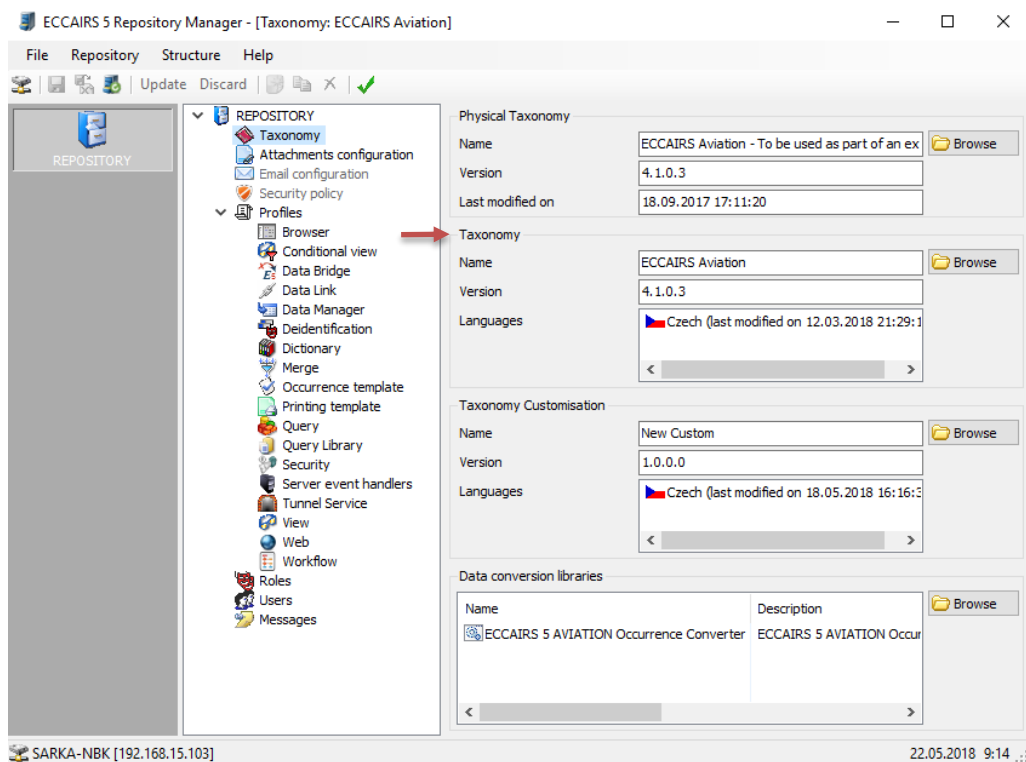 ECCAIRS 5 Repository Manager - [Taxonomy: ECCAIRS Aviation]
File Repository Structure Help
Update Discard
REPOSITORY
REPOSITORY
Taxonomy
Attachments configuration
Email configuration
Security policy
Profiles
Browser
Conditional view
Data Bridge
Data Link
Data Manager
Deidentification
Dictionary
Merge
Occurrence template
Printing template
Query
Query Library
Security
Server event handlers
Tunnel Service
View
Web
Workflow
Roles
Users
Messages
Physical Taxonomy
Name ECCAIRS Aviation - To be used as part of an ex Browse
Version 4.1.0.3
Last modified on 18.09.2017 17:11:20
Taxonomy
Name ECCAIRS Aviation Browse
Version 4.1.0.3
Languages Czech (last modified on 12.03.2018 21:29:1
Taxonomy Customisation
Name New Custom Browse
Version 1.0.0.0
Languages Czech (last modified on 18.05.2018 16:16:3
Data conversion libraries
Name Description Browse
ECCAIRS 5 AVIATION Occurrence Converter ECCAIRS 5 AVIATION Occur
SARKA-NBK [192.168.15.103] 22.05.2018 9:14